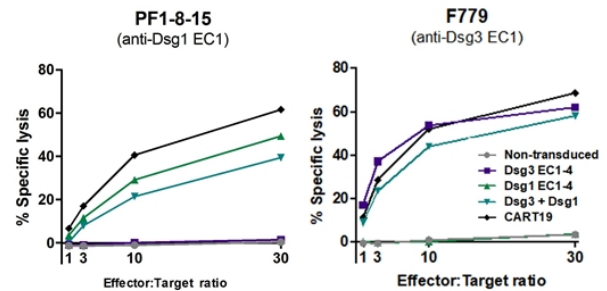 PF1-8-15
(anti-Dsg1 EC1)
% Specific lysis
80
60
40
20
0
1 3 10 30
Effector:Target ratio
F779
(anti-Dsg3 EC1)
% Specific lysis
80
60
40
20
0
1 3 10 30
Effector:Target ratio
Non-transduced
Dsg3 EC1-4
Dsg1 EC1-4
Dsg3 + Dsg1
CART19